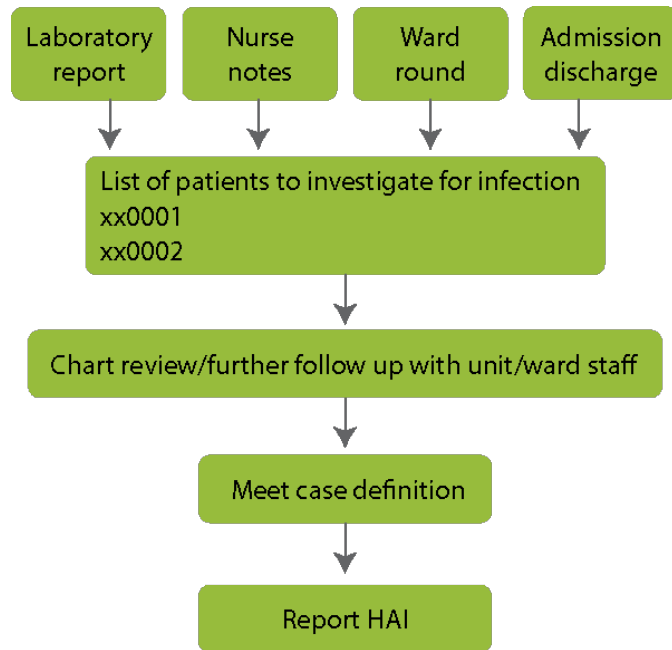 Laboratory
report
Nurse
notes
Ward
round
Admission
discharge
List of patients to investigate for infection
xx0001
xx0002
Chart review/further follow up with unit/ward staff
Meet case definition
Report HAI